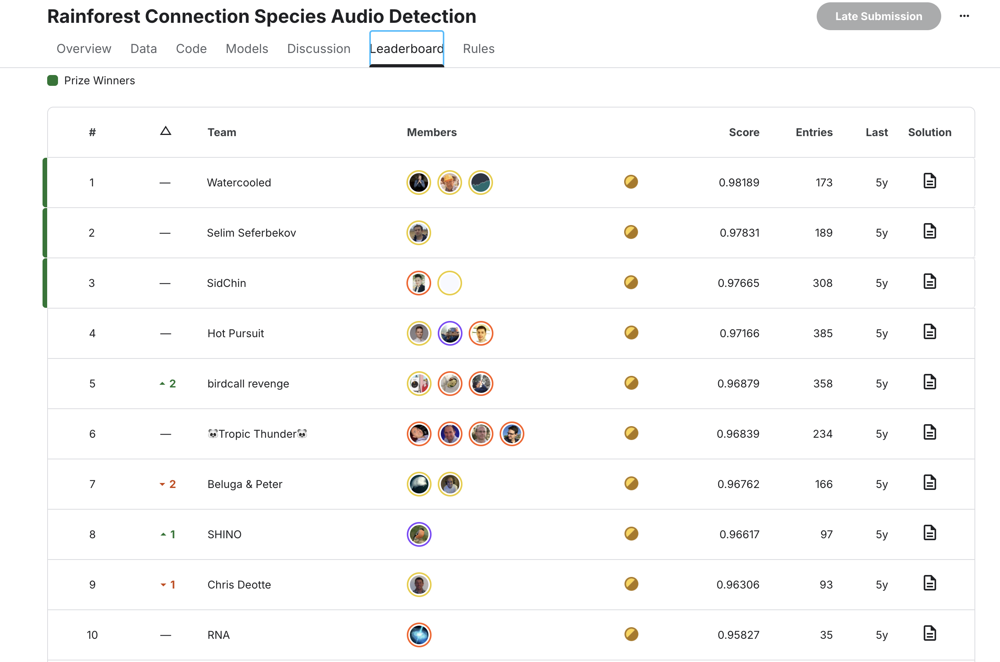 Rainforest Connection Species Audio Detection
Late Submission
Overview Data Code Models Discussion Leaderboard Rules
Prize Winners
# △ Team Members Score Entries Last Solution
1 — Watercooled 0.98189 173 5y
2 — Selim Seferbekov 0.97831 189 5y
3 — SidChin 0.97665 308 5y
4 — Hot Pursuit 0.97166 385 5y
5 2 birdcall revenge 0.96879 358 5y
6 — 🐼Tropic Thunder🐼 0.96839 234 5y
7 2 Beluga & Peter 0.96762 166 5y
8 1 SHINO 0.96617 97 5y
9 1 Chris Deotte 0.96306 93 5y
10 — RNA 0.95827 35 5y